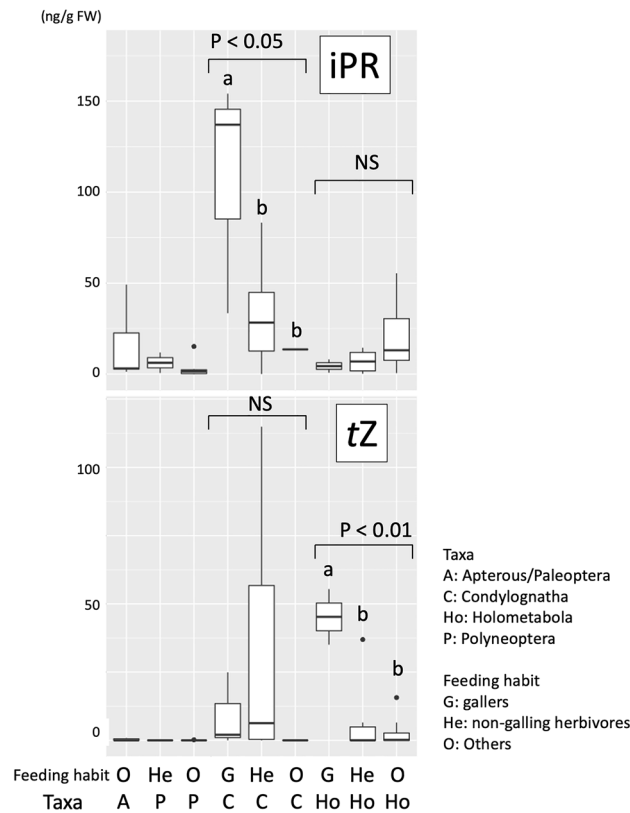 (ng/g FW)
P < 0.05
iPR
a
150
NS
100
b
50
b
0
NS
tZ
100
P < 0.01
a
50
b
b
0
Taxa
A: Apterous/Paleoptera
C: Condylognatha
Ho: Holometabola
P: Polyneoptera
Feeding habit
G: gallers
He: non-galling herbivores
O: Others
Feeding habit O He O G He O G He O
Taxa A P P C C C Ho Ho Ho